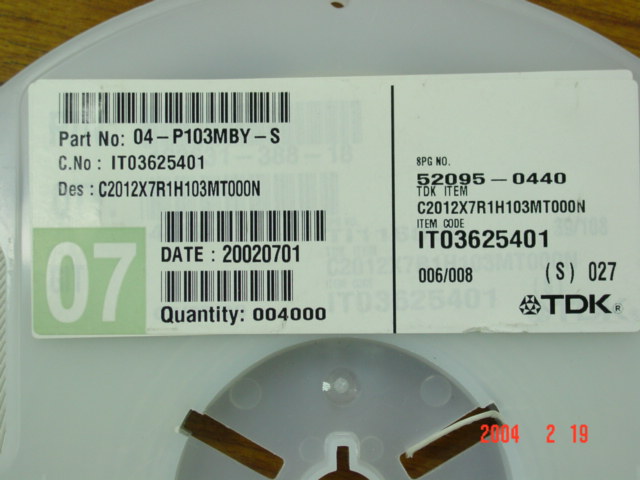 Part No: 04-P103MBY-S
C.No : IT03625401
Des : C2012X7R1H103MT000N
07
DATE : 20020701
Quantity: 004000
SPG NO.
52095-0440
TDK ITEM
C2012X7R1H103MT000N
ITEM CODE
IT03625401
006/008 (S) 027
TDK®
2004 2 19